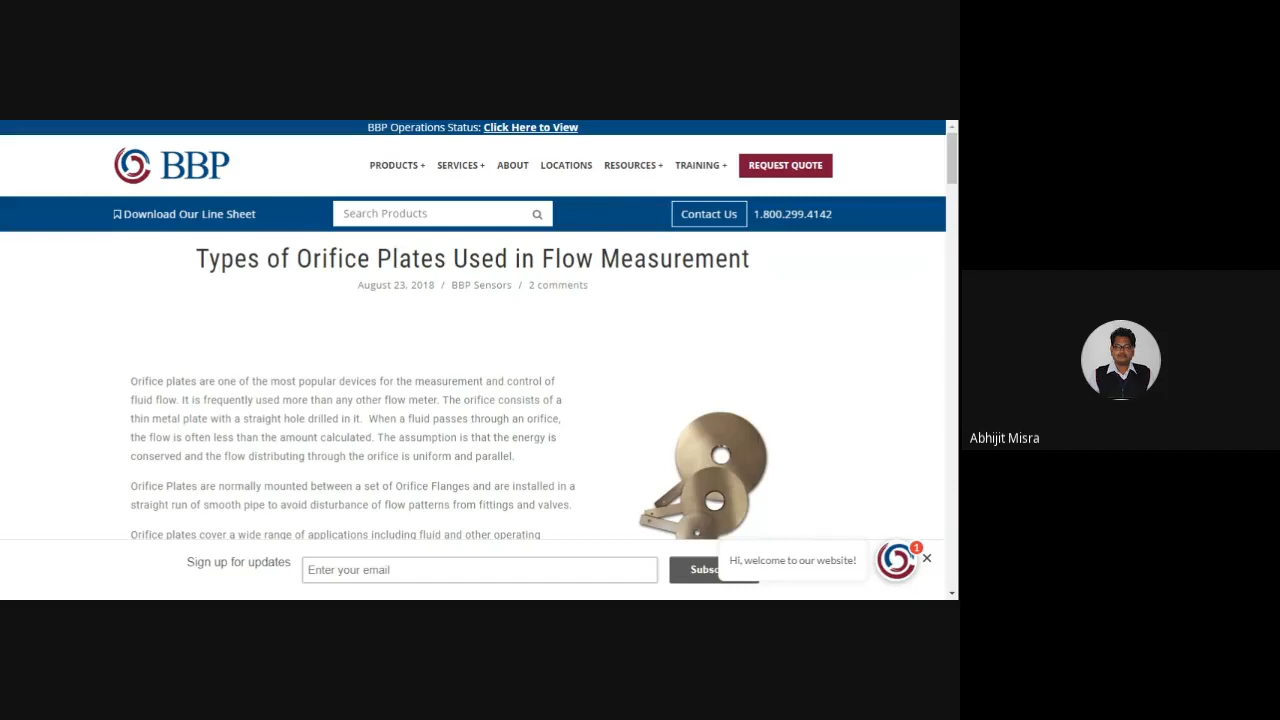 BBP Operations Status: Click Here to View
BBP
PRODUCTS + SERVICES + ABOUT LOCATIONS RESOURCES + TRAINING + REQUEST QUOTE
Download Our Line Sheet
Search Products
Contact Us 1.800.299.4142
Types of Orifice Plates Used in Flow Measurement
August 23, 2018 / BBP Sensors / 2 comments
Orifice plates are one of the most popular devices for the measurement and control of
fluid flow. It is frequently used more than any other flow meter. The orifice consists of a
thin metal plate with a straight hole drilled in it. When a fluid passes through an orifice,
the flow is often less than the amount calculated. The assumption is that the energy is
conserved and the flow distributing through the orifice is uniform and parallel.
Orifice Plates are normally mounted between a set of Orifice Flanges and are installed in a
straight run of smooth pipe to avoid disturbance of flow patterns from fittings and valves.
Orifice plates cover a wide range of applications including fluid and other operating
Sign up for updates
Enter your email
Subsc
Hi, welcome to our website!
1
Abhijit Misra